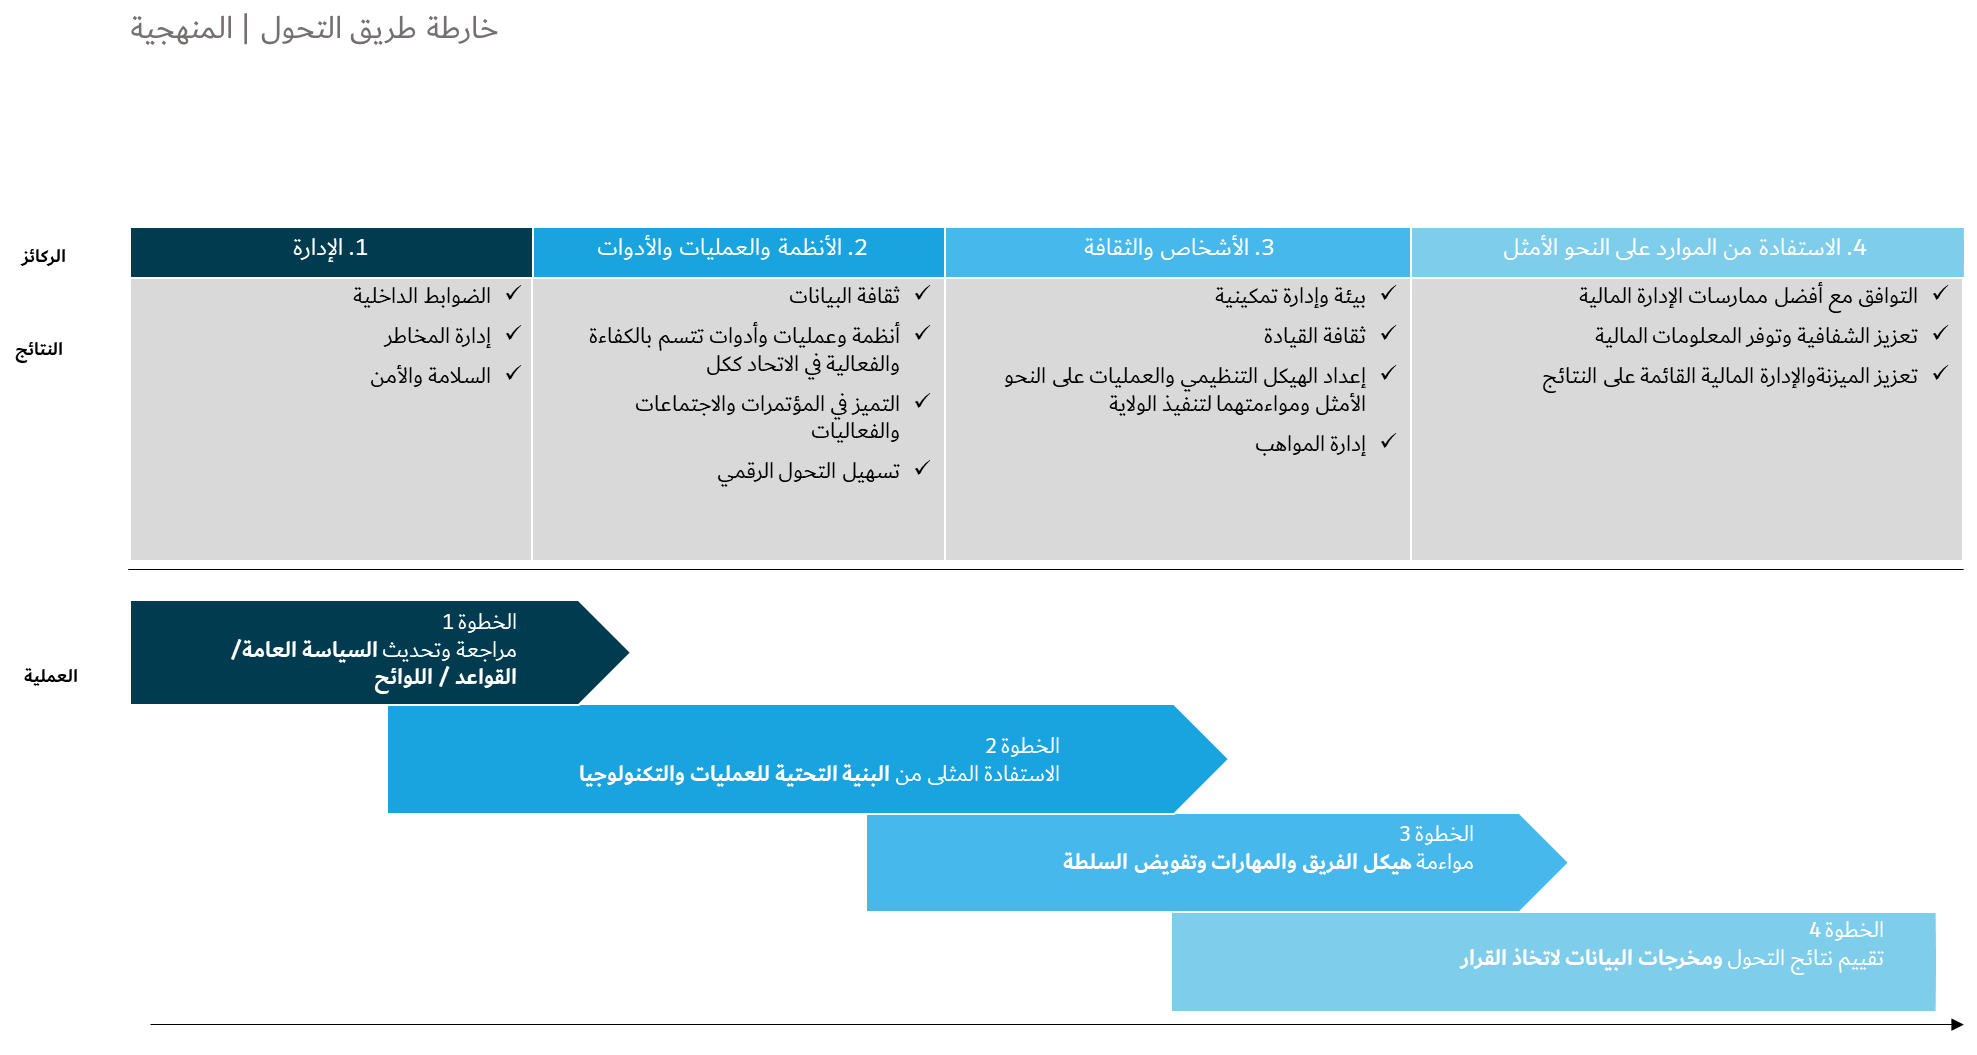 خارطة طريق التحول | المنهجية
الركائز
1. الإدارة
2. الأنظمة والعمليات والأدوات
3. الأشخاص والثقافة
4. الاستفادة من الموارد على النحو الأمثل
النتائج
✓ الضوابط الداخلية
✓ إدارة المخاطر
✓ السلامة والأمن
✓ ثقافة البيانات
✓ أنظمة وعمليات وأدوات تتسم بالكفاءة
والفعالية في الاتحاد ككل
✓ التميز في المؤتمرات والاجتماعات
والفعاليات
✓ تسهيل التحول الرقمي
✓ بيئة وإدارة تمكينية
✓ ثقافة القيادة
✓ إعداد الهيكل التنظيمي والعمليات على النحو
الأمثل ومواءمتهما لتنفيذ الولاية
✓ إدارة المواهب
✓ التوافق مع أفضل ممارسات الإدارة المالية
✓ تعزيز الشفافية وتوفر المعلومات المالية
✓ تعزيز الميزنةوالإدارة المالية القائمة على النتائج
العملية
الخطوة 1
مراجعة وتحديث السياسة العامة/
القواعد / اللوائح
الخطوة 2
الاستفادة المثلى من البنية التحتية للعمليات والتكنولوجيا
الخطوة 3
مواءمة هيكل الفريق والمهارات وتفويض السلطة
الخطوة 4
تقييم نتائج التحول ومخرجات البيانات لاتخاذ القرار